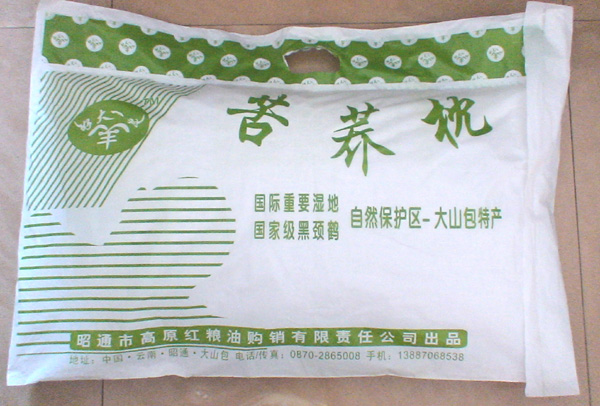 TM
苦荞枕
国际重要湿地
国家级黑颈鹤
自然保护区-大山包特产
昭通市高原红粮油购销有限责任公司出品
地址:中国·云南·昭通·大山包 电话/传真:0870-2865008 手机:13887068538